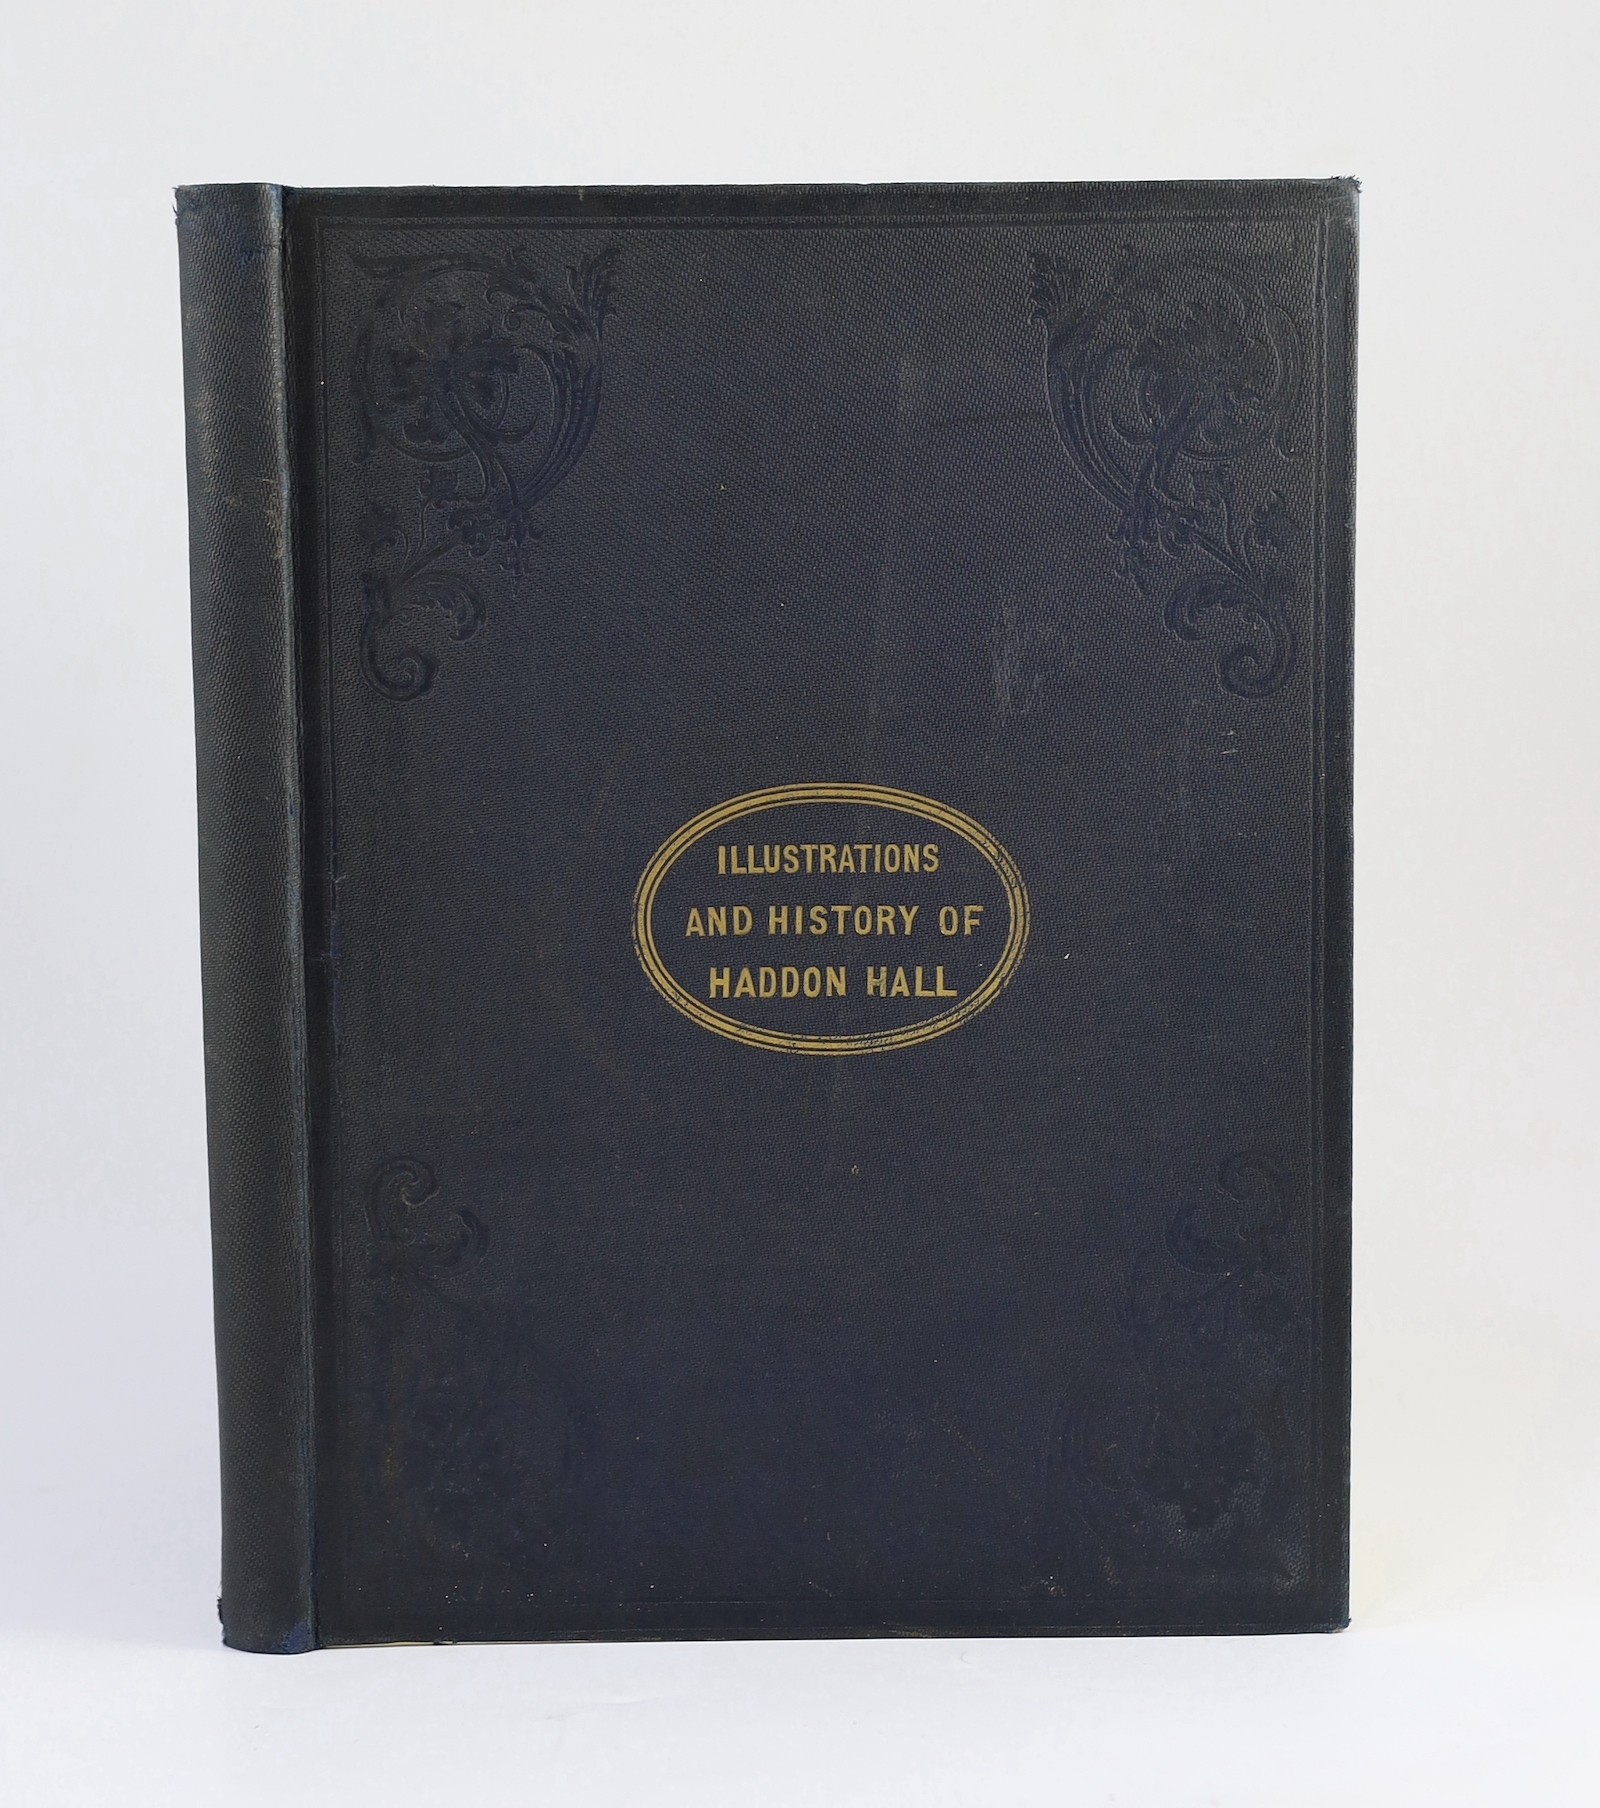 ILLUSTRATIONS
AND HISTORY OF
HADDON HALL